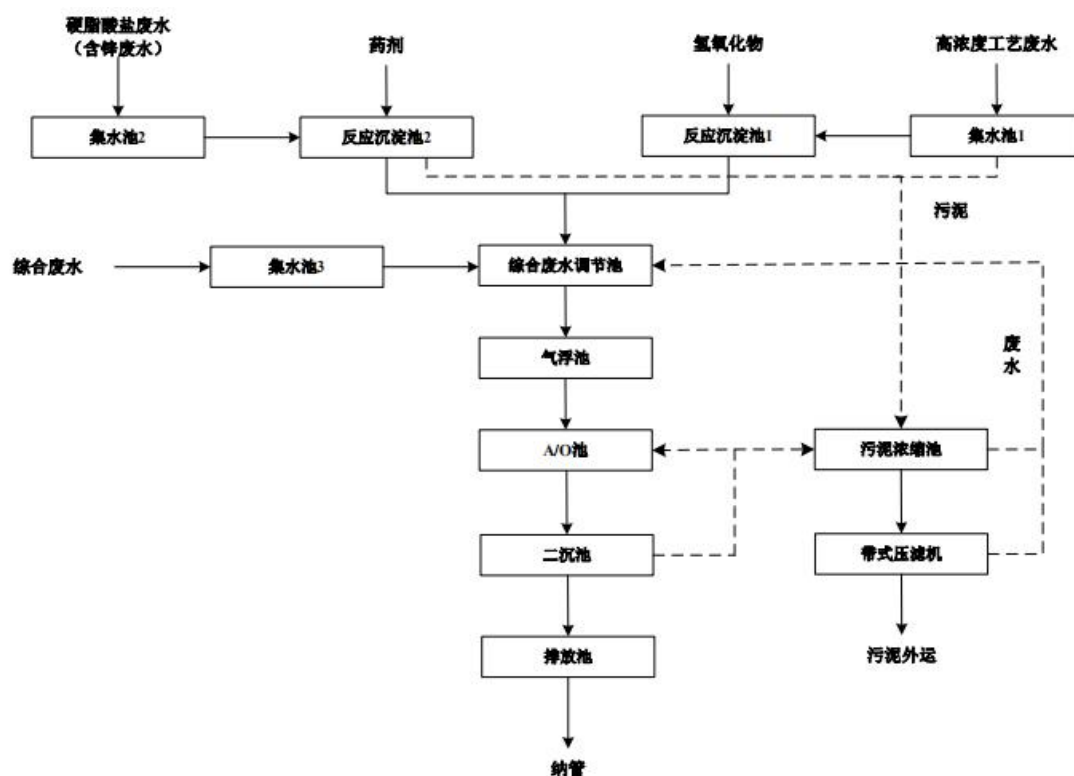 硬脂酸盐废水
（含锌废水）
药剂
氢氧化物
高浓度工艺废水
集水池2
反应沉淀池2
反应沉淀池1
集水池1
污泥
综合废水
集水池3
综合废水调节池
气浮池
废
水
A/O池
污泥浓缩池
二沉池
带式压滤机
排放池
污泥外运
纳管